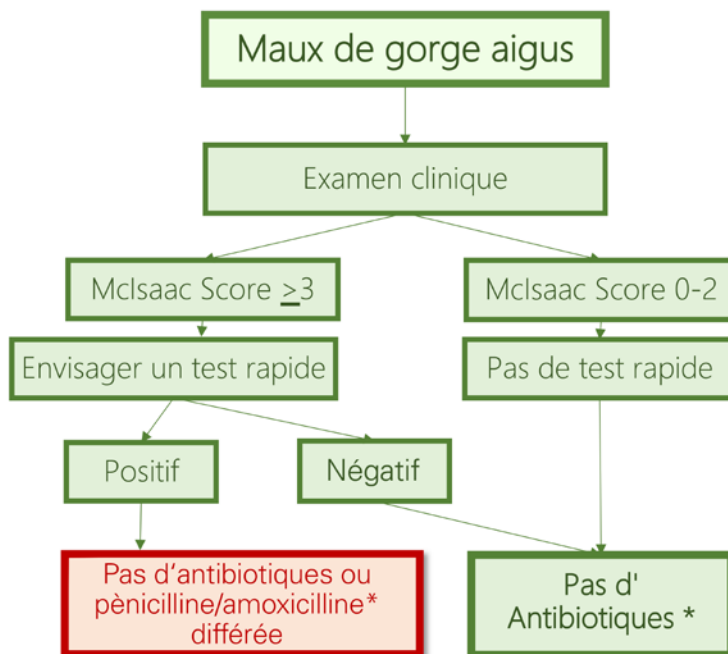 Maux de gorge aigus
Examen clinique
McIsaac Score ≥3
McIsaac Score 0-2
Envisager un test rapide
Pas de test rapide
Positif
Négatif
Pas d'antibiotiques ou
pènicilline/amoxicilline*
différée
Pas d'
Antibiotiques *